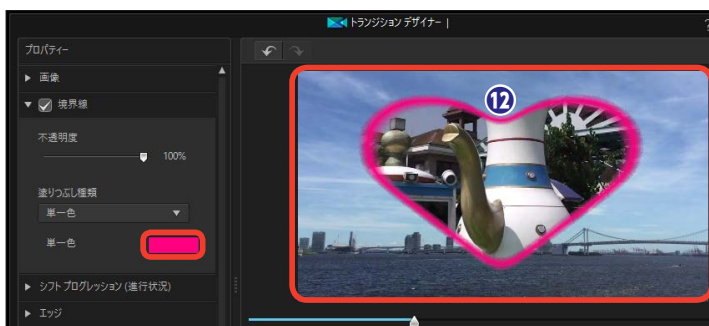 トランジション デザイナー |
?
プロパティー
▶ 画像
▼ ✓ 境界線
不透明度
100%
塗りつぶし種類
単一色
単一色
▶ シフト プログレッション (進行状況)
▶ エッジ
⑫